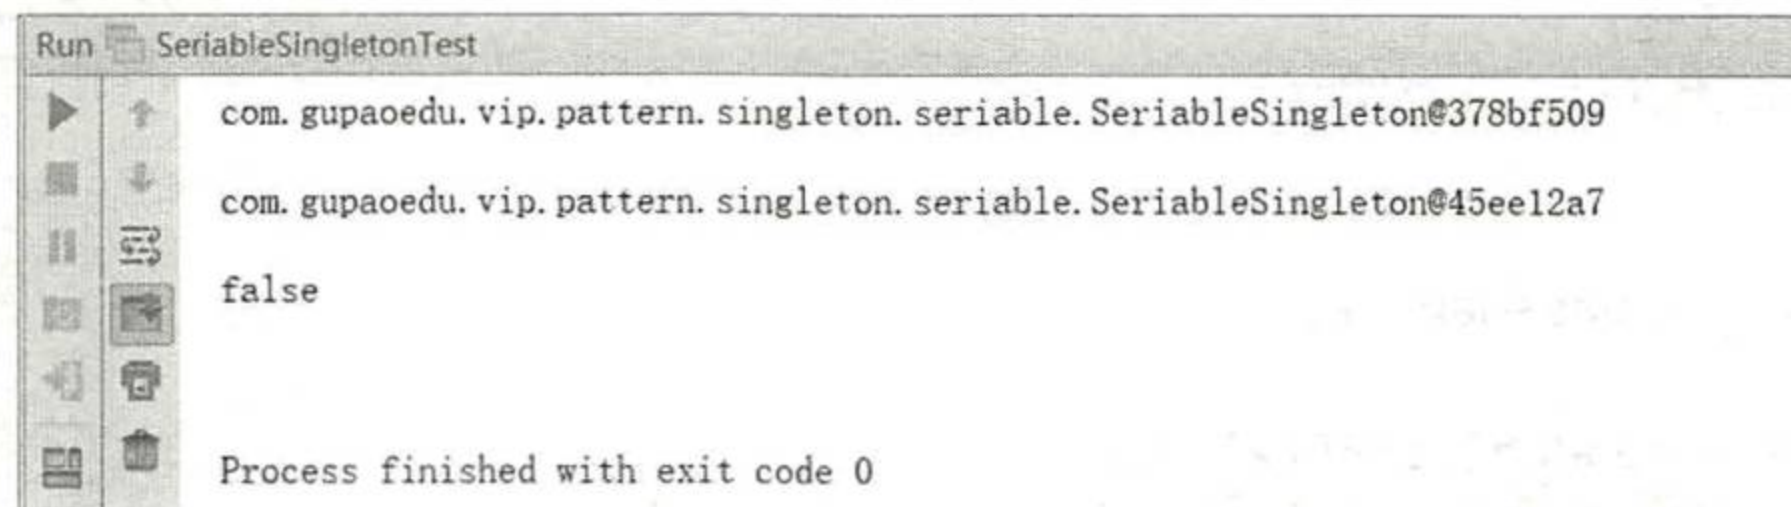 Run SeriableSingletonTest
com.gupaoedu.vip.pattern.singleton.seriable.SeriableSingleton@378bf509
com.gupaoedu.vip.pattern.singleton.seriable.SeriableSingleton@45ee12a7
false
Process finished with exit code 0